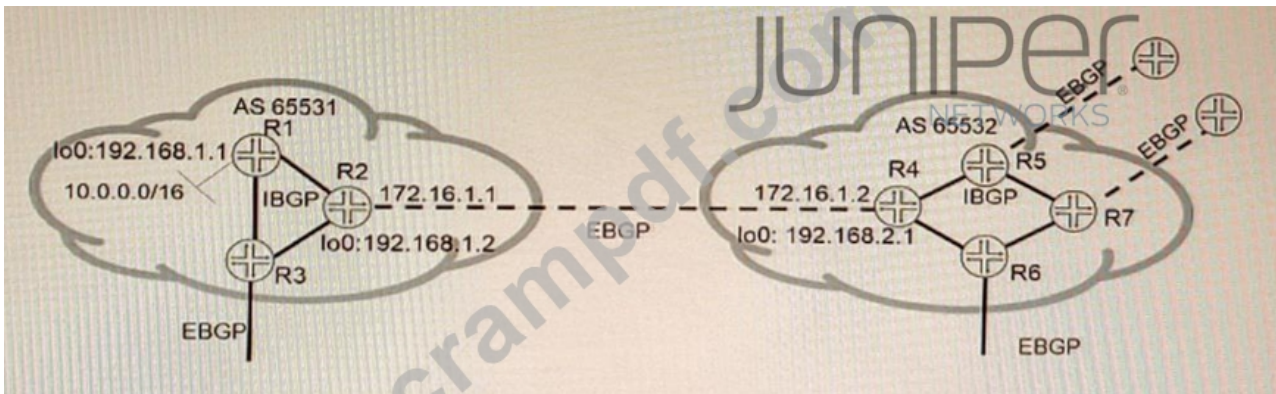 JUNIPER
NETWORKS
EBGP
EBGP
AS 65531
R1
lo0:192.168.1.1
10.0.0.0/16
IBGP
R2
172.16.1.1
lo0:192.168.1.2
R3
EBGP
EBGP
AS 65532
R5
R4
172.16.1.2
lo0: 192.168.2.1
IBGP
R7
R6
EBGP
crampdf.com